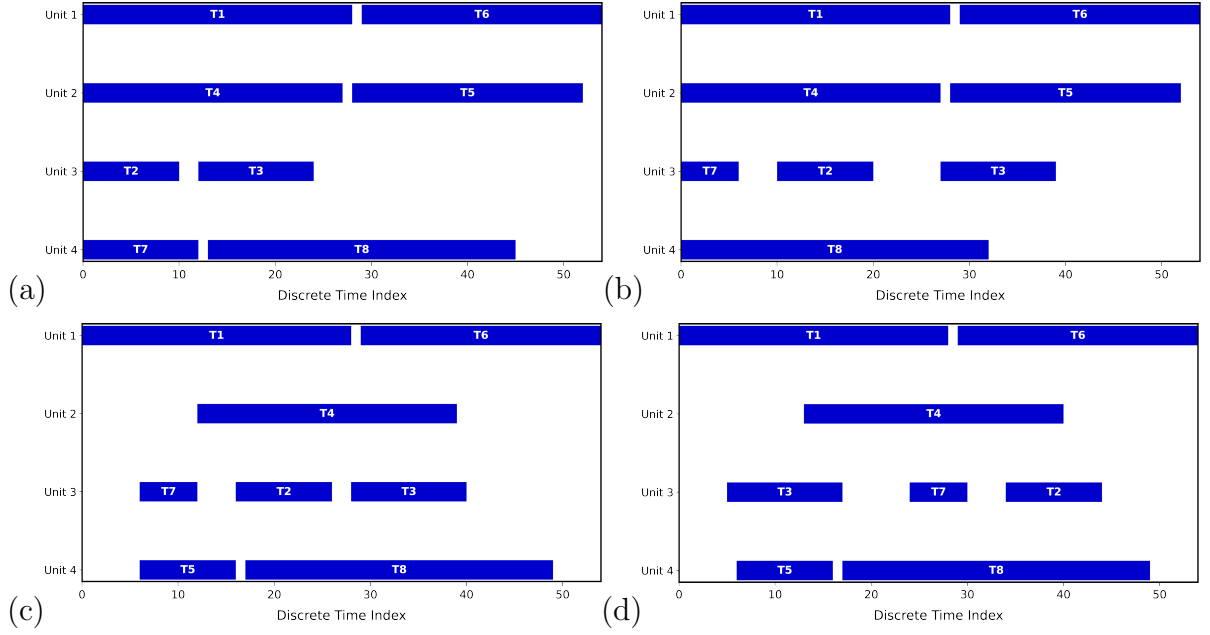 Unit 1 T1 T6
Unit 2 T4 T5
Unit 3 T2 T3
Unit 4 T7 T8
0 10 20 30 40 50
Discrete Time Index
(a)
Unit 1 T1 T6
Unit 2 T4 T5
Unit 3 T7 T2 T3
Unit 4 T8
0 10 20 30 40 50
Discrete Time Index
(b)
Unit 1 T1 T6
Unit 2 T4
Unit 3 T7 T2 T3
Unit 4 T5 T8
0 10 20 30 40 50
Discrete Time Index
(c)
Unit 1 T1 T6
Unit 2 T4
Unit 3 T3 T7 T2
Unit 4 T5 T8
0 10 20 30 40 50
Discrete Time Index
(d)